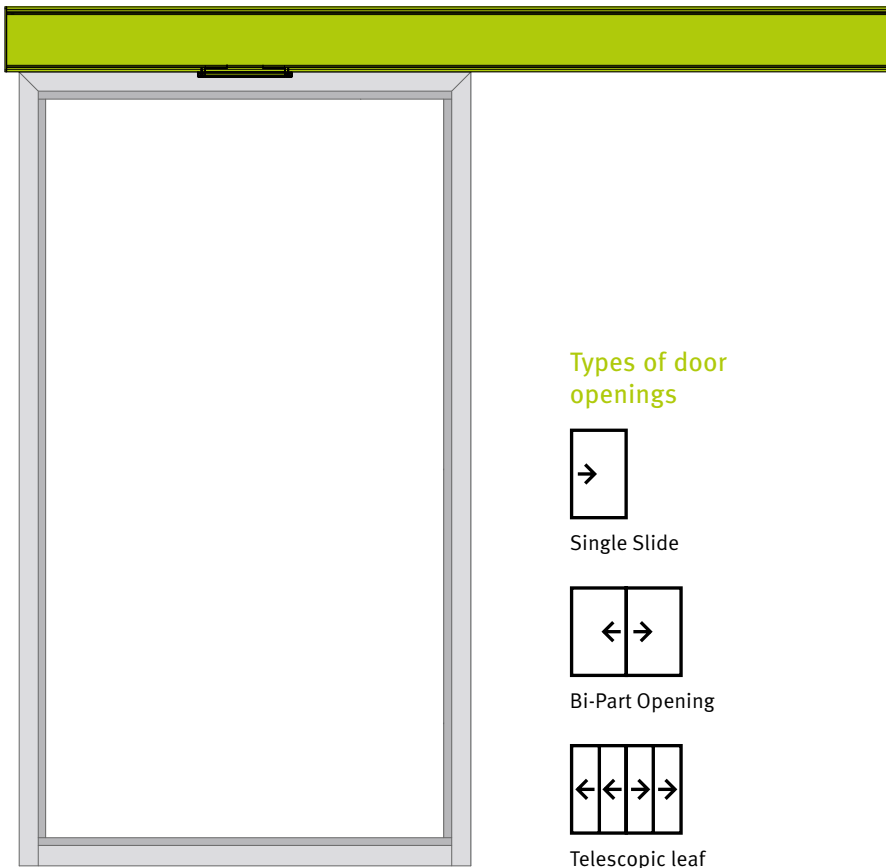 Types of door
openings
Single Slide
Bi-Part Opening
Telescopic leaf